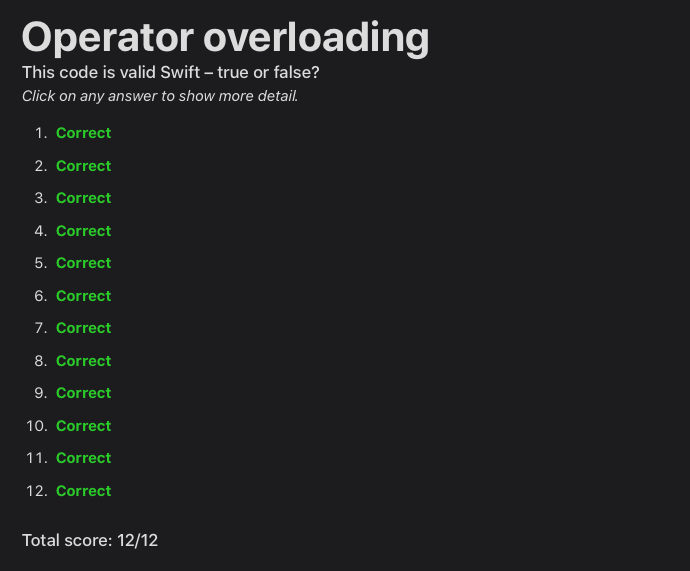 Operator overloading
This code is valid Swift – true or false?
Click on any answer to show more detail.
1. Correct
2. Correct
3. Correct
4. Correct
5. Correct
6. Correct
7. Correct
8. Correct
9. Correct
10. Correct
11. Correct
12. Correct
Total score: 12/12